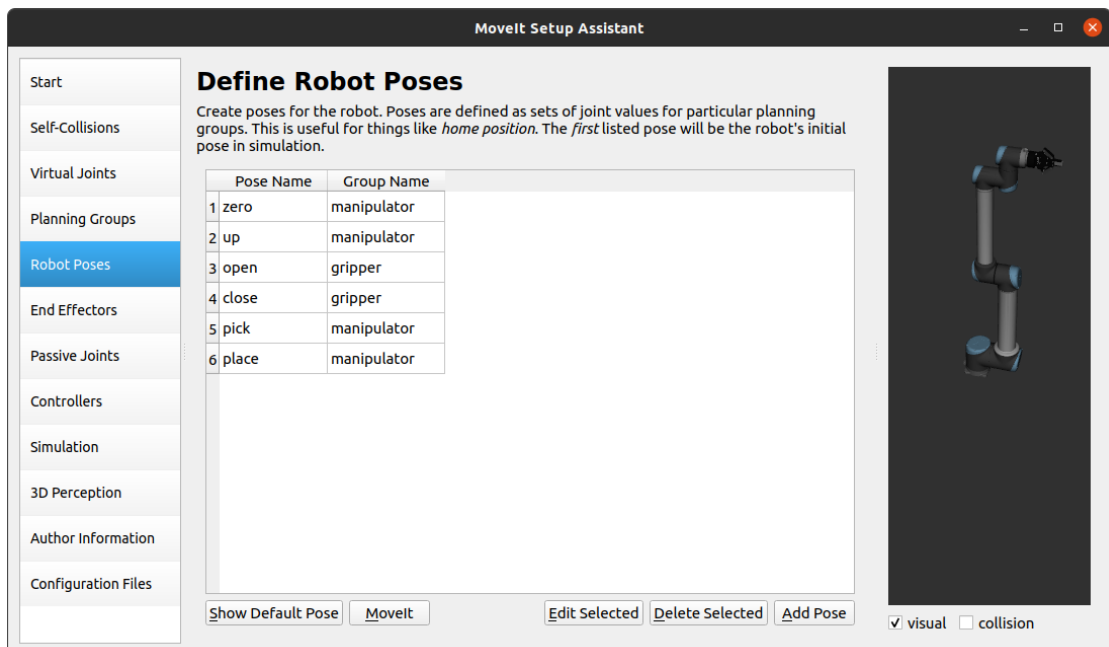 MoveIt Setup Assistant
Start
Self-Collisions
Virtual Joints
Planning Groups
Robot Poses
End Effectors
Passive Joints
Controllers
Simulation
3D Perception
Author Information
Configuration Files
Define Robot Poses
Create poses for the robot. Poses are defined as sets of joint values for particular planning
groups. This is useful for things like home position. The first listed pose will be the robot's initial
pose in simulation.
Pose Name Group Name
1 zero manipulator
2 up manipulator
3 open gripper
4 close gripper
5 pick manipulator
6 place manipulator
Show Default Pose MoveIt Edit Selected Delete Selected Add Pose
visual collision